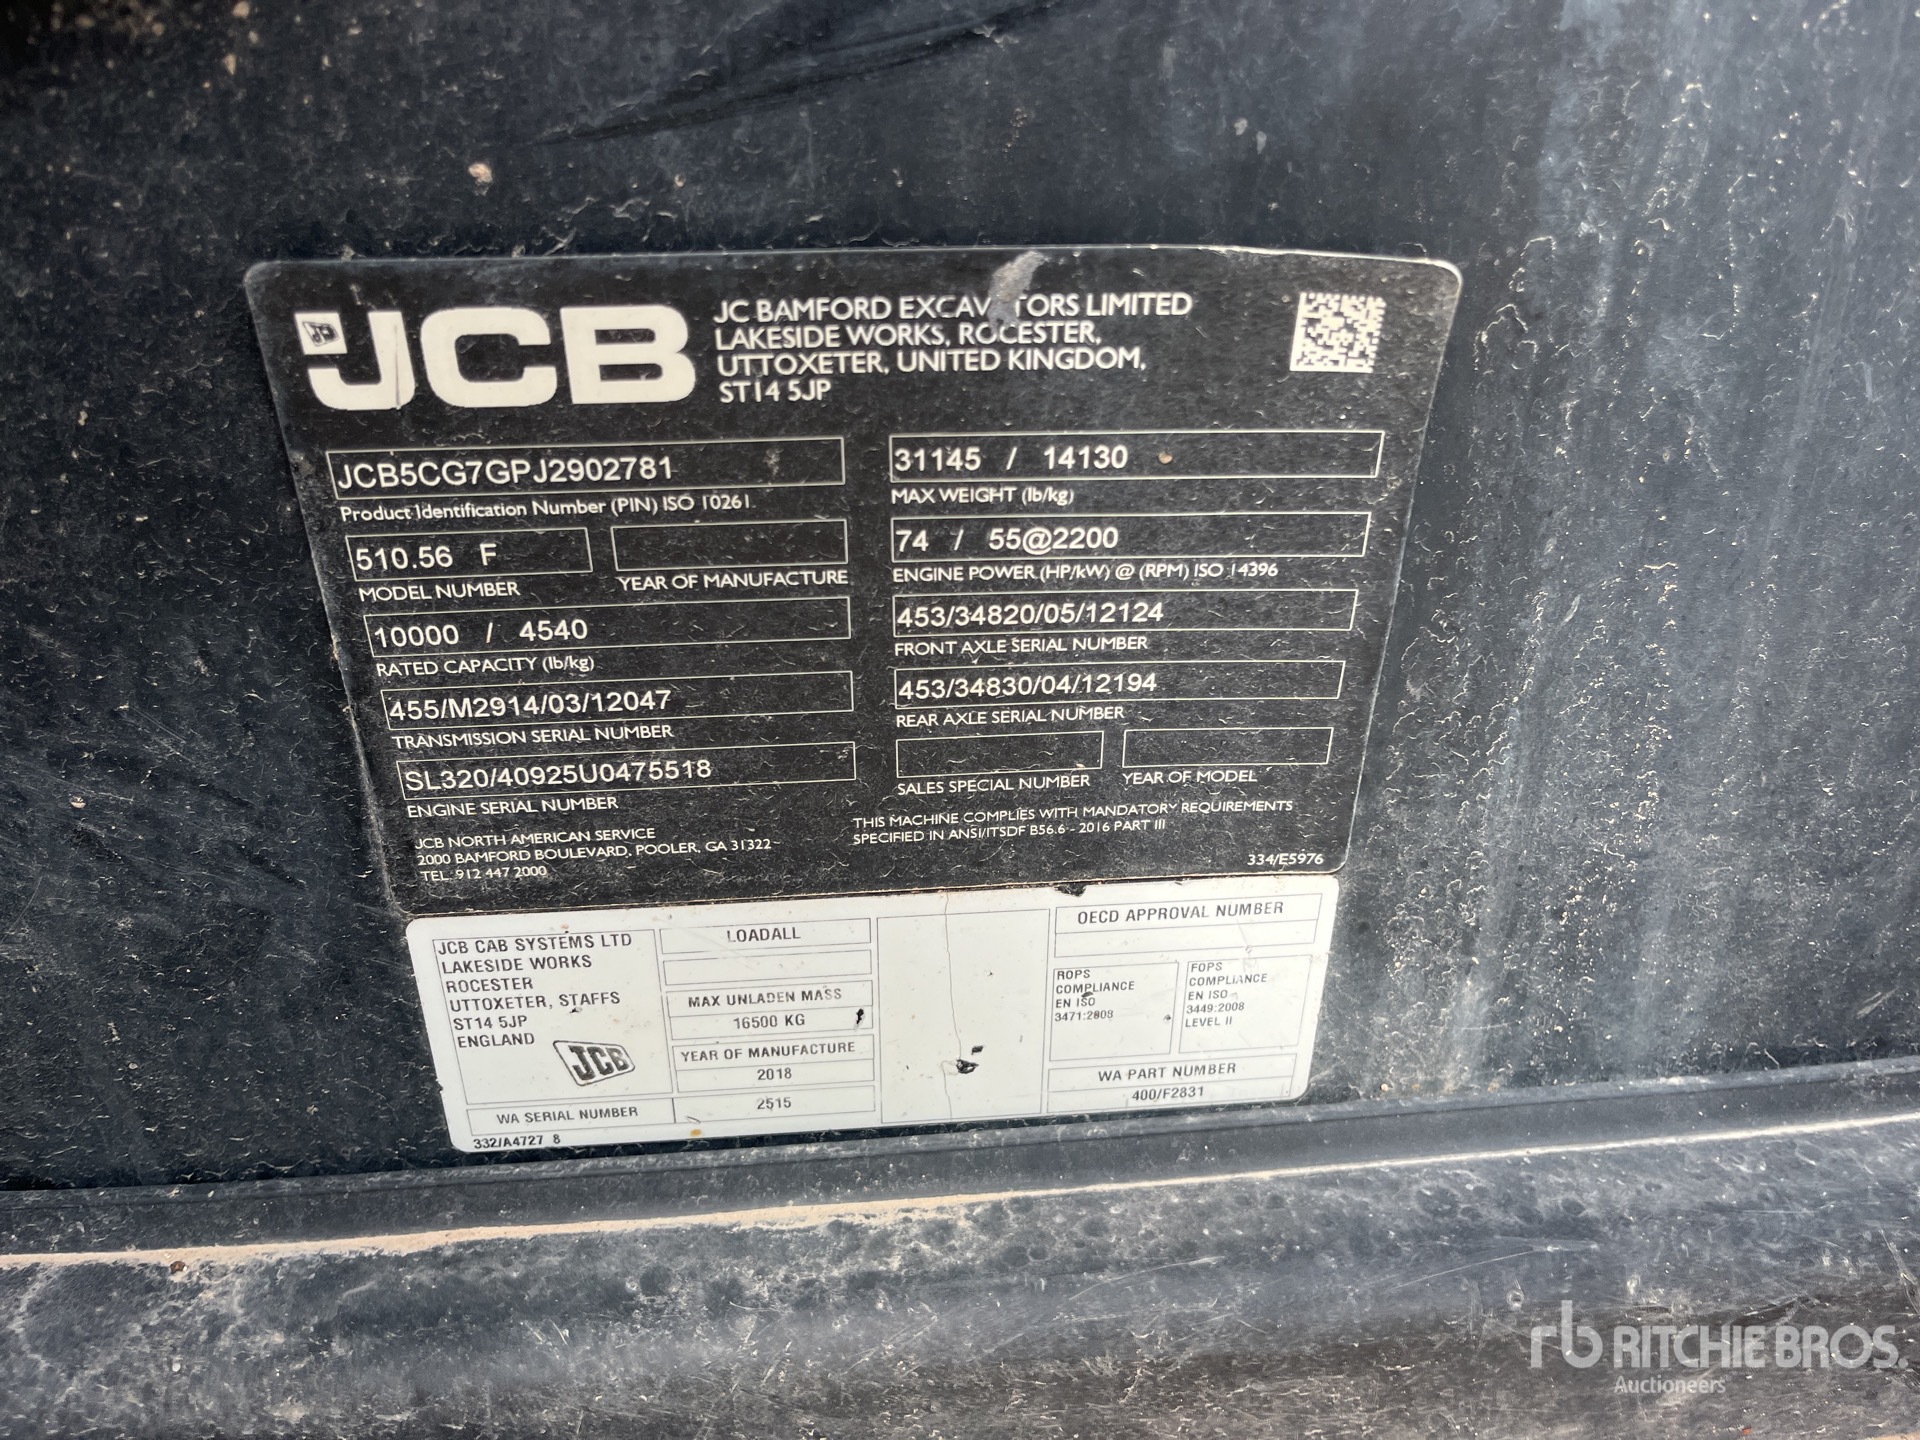 JCB
JC BAMFORD EXCAV TORS LIMITED
LAKESIDE WORKS, ROCESTER,
UTTOXETER, UNITED KINGDOM,
ST14 5JP
JCB5CG7GPJ2902781
Product Identification Number (PIN) ISO 10261
510.56 F
MODEL NUMBER
YEAR OF MANUFACTURE
10000 / 4540
RATED CAPACITY (lb/kg)
455/M2914/03/12047
TRANSMISSION SERIAL NUMBER
SL320/40925U0475518
ENGINE SERIAL NUMBER
JCB NORTH AMERICAN SERVICE
2000 BAMFORD BOULEVARD, POOLER, GA 31322
TEL: 912 447 2000
31145 / 14130
MAX WEIGHT (lb/kg)
74 / 55@2200
ENGINE POWER (HP/kW) @ (RPM) ISO 14396
453/34820/05/12124
FRONT AXLE SERIAL NUMBER
453/34830/04/12194
REAR AXLE SERIAL NUMBER
SALES SPECIAL NUMBER
YEAR OF MODEL
THIS MACHINE COMPLIES WITH MANDATORY REQUIREMENTS
SPECIFIED IN ANSI/ITSDF B56.6 - 2016 PART III
334/E5976
JCB CAB SYSTEMS LTD
LAKESIDE WORKS
ROCESTER
UTTOXETER, STAFFS
ST14 5JP
ENGLAND
JCB
WA SERIAL NUMBER
332/A4727 8
LOADALL
MAX UNLADEN MASS
16500 KG
YEAR OF MANUFACTURE
2018
2515
OECD APPROVAL NUMBER
ROPS
COMPLIANCE
EN ISO
3471:2008
FOPS
COMPLIANCE
EN ISO
3449:2008
LEVEL II
WA PART NUMBER
400/F2831
rb RITCHIE BROS.
Auctioneers